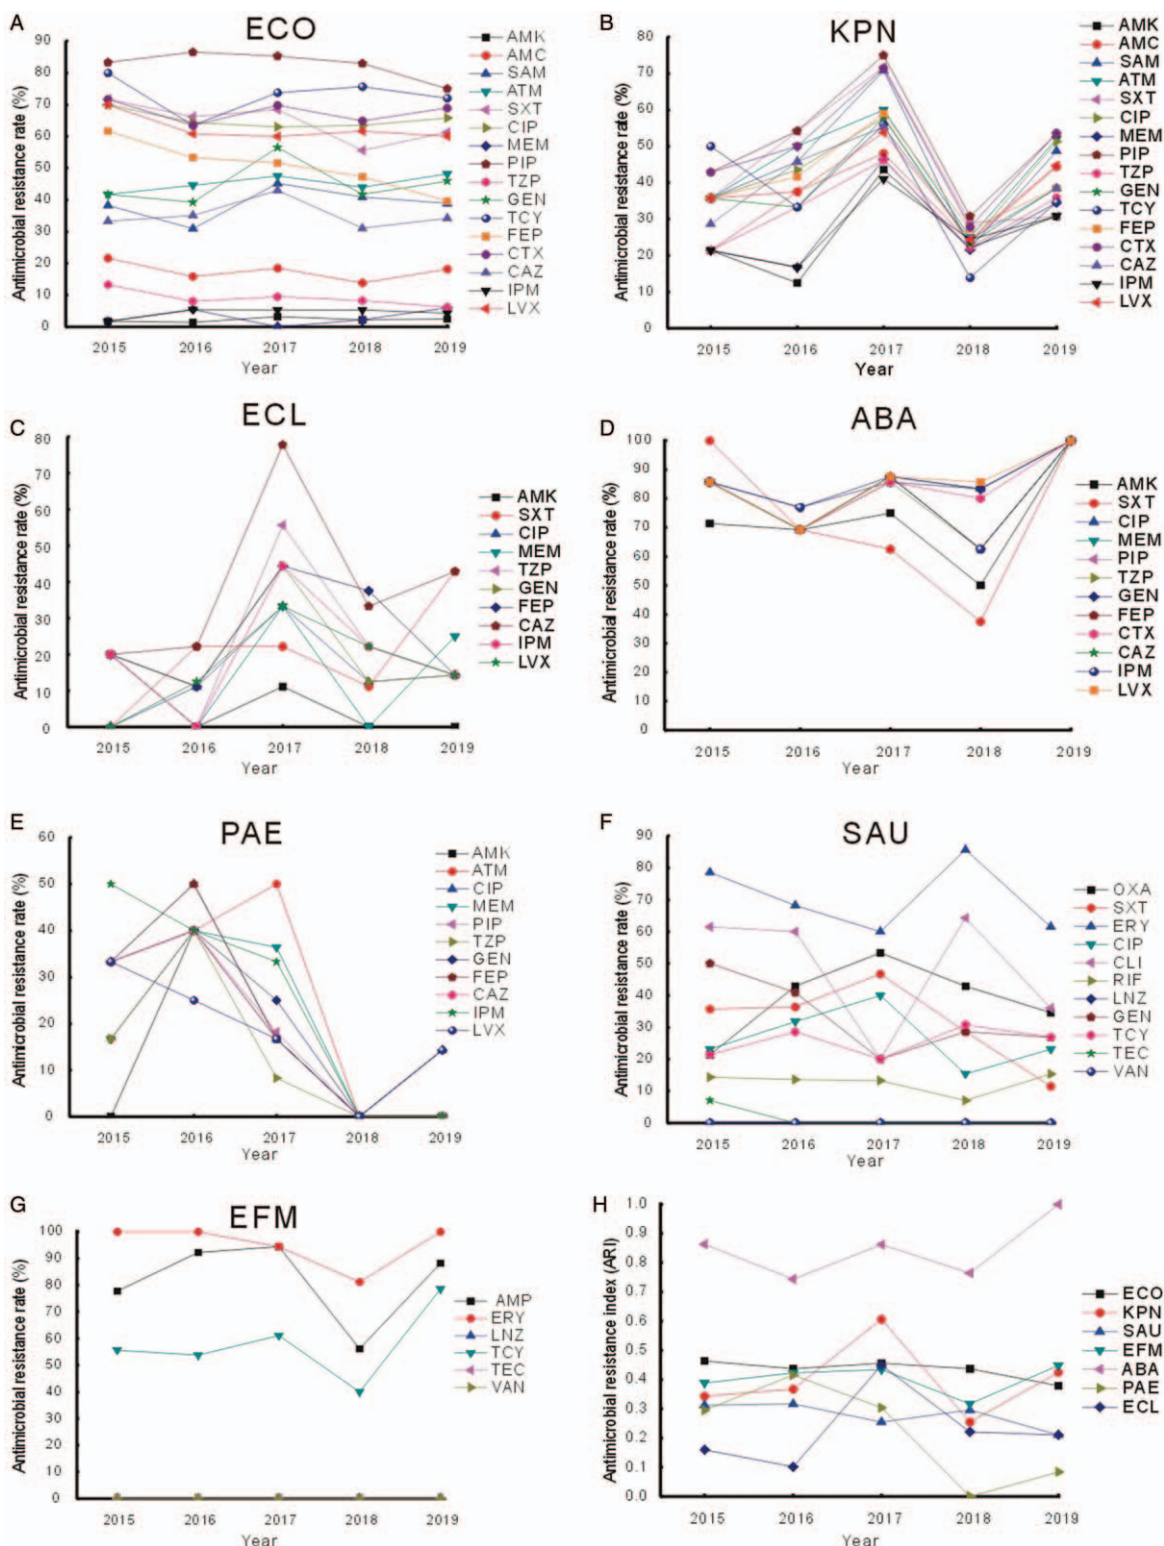 A
ECO
Antimicrobial resistance rate (%)
90
80
70
60
50
40
30
20
10
0
2015 2016 2017 2018 2019
Year
AMK
AMC
SAM
ATM
SXT
CIP
MEM
PIP
TZP
GEN
TCY
FEP
CTX
CAZ
IPM
LVX
B
KPN
Antimicrobial resistance rate (%)
80
70
60
50
40
30
20
10
0
2015 2016 2017 2018 2019
Year
AMK
AMC
SAM
ATM
SXT
CIP
MEM
PIP
TZP
GEN
TCY
FEP
CTX
CAZ
IPM
LVX
C
ECL
Antimicrobial resistance rate (%)
80
70
60
50
40
30
20
10
0
2015 2016 2017 2018 2019
Year
AMK
SXT
CIP
MEM
TZP
GEN
FEP
CAZ
IPM
LVX
D
ABA
Antimicrobial resistance rate (%)
100
90
80
70
60
50
40
30
20
10
0
2015 2016 2017 2018 2019
Year
AMK
SXT
CIP
MEM
PIP
TZP
GEN
FEP
CTX
CAZ
IPM
LVX
E
PAE
Antimicrobial resistance rate (%)
60
50
40
30
20
10
0
2015 2016 2017 2018 2019
Year
AMK
ATM
CIP
MEM
PIP
TZP
GEN
FEP
CAZ
IPM
LVX
F
SAU
Antimicrobial resistance rate (%)
90
80
70
60
50
40
30
20
10
0
2015 2016 2017 2018 2019
Year
OXA
SXT
ERY
CIP
CLI
RIF
LNZ
GEN
TCY
TEC
VAN
G
EFM
Antimicrobial resistance rate (%)
100
90
80
70
60
50
40
30
20
10
0
2015 2016 2017 2018 2019
Year
AMP
ERY
LNZ
TCY
TEC
VAN
H
Antimicrobial resistance index (ARI)
1.0
0.9
0.8
0.7
0.6
0.5
0.4
0.3
0.2
0.1
0.0
2015 2016 2017 2018 2019
Year
ECO
KPN
SAU
EFM
ABA
PAE
ECL